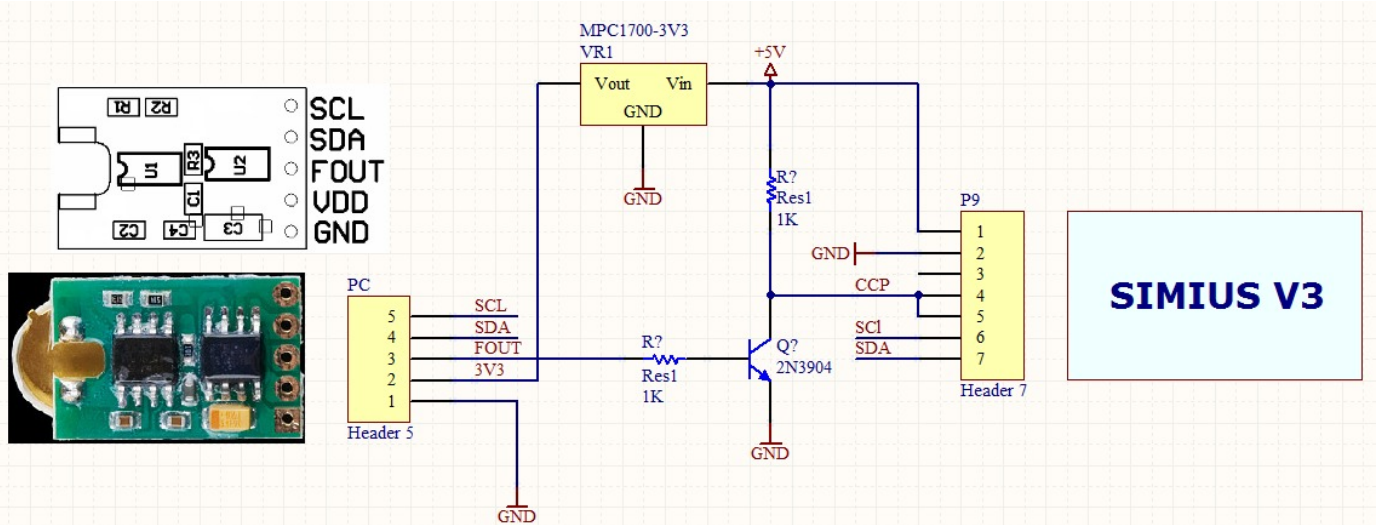 SCL
SDA
FOUT
VDD
GND
R1
R2
U1
R3
U2
C1
C2
C4
C3
MPC1700-3V3
VR1
Vout
Vin
GND
GND
+5V
R?
Res1
1K
PC
5
4
3
2
1
SCL
SDA
FOUT
3V3
Header 5
GND
R?
Res1
1K
Q?
2N3904
GND
P9
GND
CCP
SCl
SDA
1
2
3
4
5
6
7
Header 7
SIMIUS V3